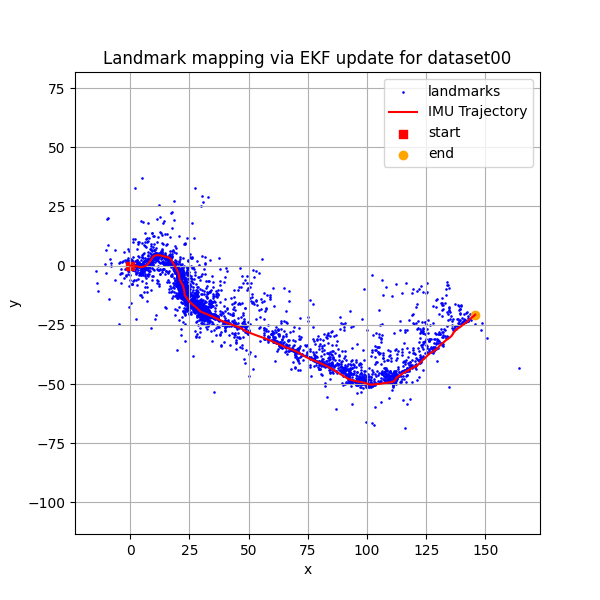 Landmark mapping via EKF update for dataset00
landmarks
IMU Trajectory
start
end
75
50
25
0
−25
−50
−75
−100
y
0
25
50
75
100
125
150
x